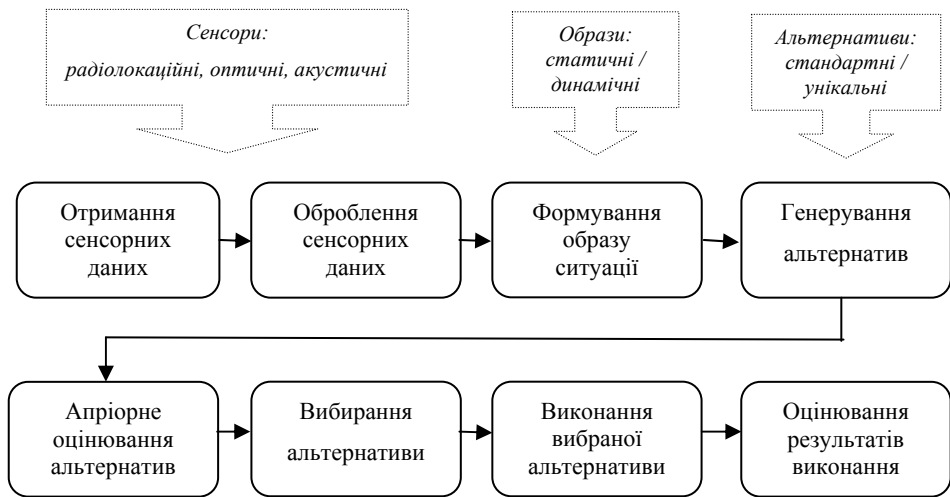 Сенсори:
радіолокаційні, оптичні, акустичні
Образи:
статичні /
динамічні
Альтернативи:
стандартні /
унікальні
Отримання
сенсорних
даних
Оброблення
сенсорних
даних
Формування
образу
ситуації
Генерування
альтернатив
Апріорне
оцінювання
альтернатив
Вибирання
альтернативи
Виконання
вибраної
альтернативи
Оцінювання
результатів
виконання